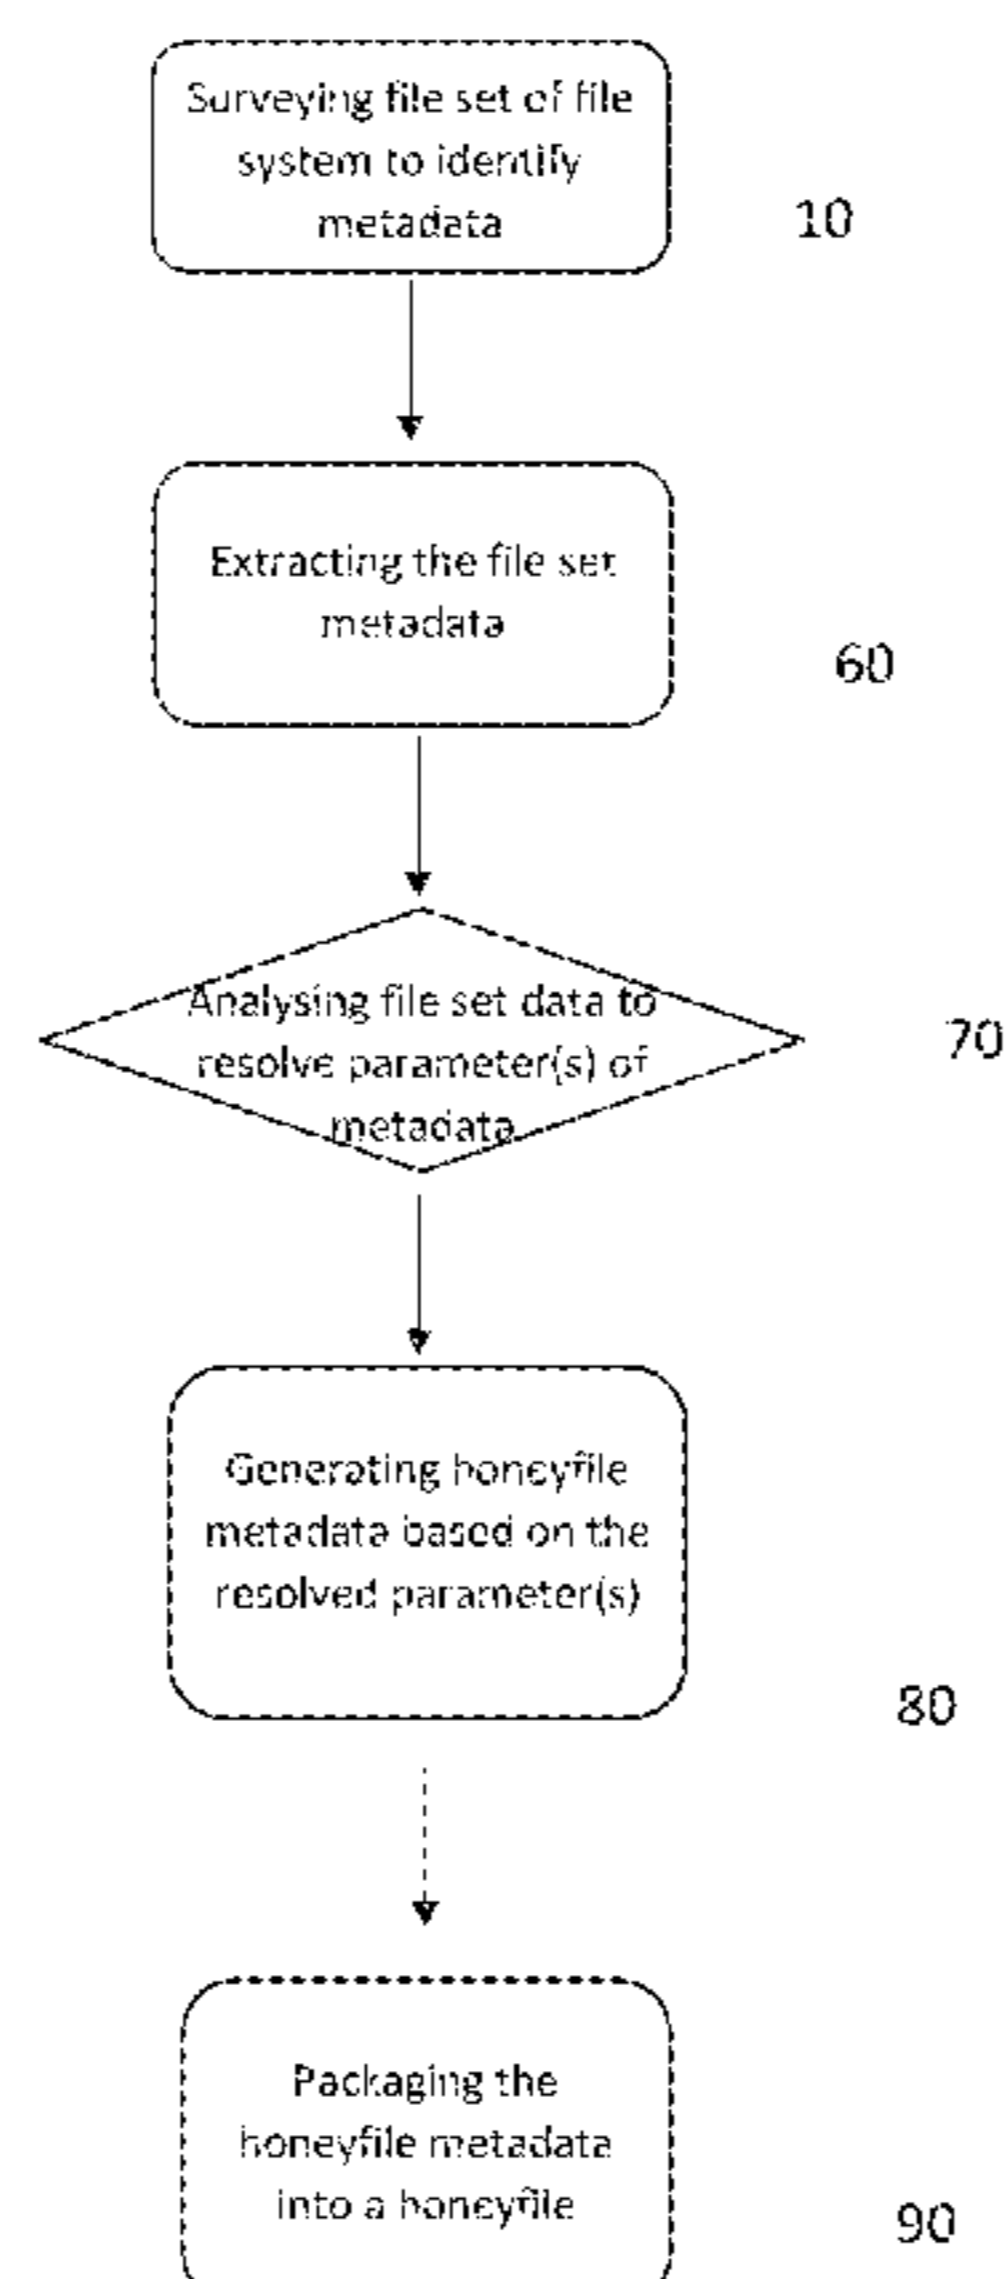 Surveying file set of file
system to identify
metadata
10
Extracting the file set
metadata
60
Analysing file set data to
resolve parameter(s) of
metadata
70
Generating honeyfile
metadata based on the
resolved parameter(s)
80
Packaging the
honeyfile metadata
into a honeyfile
90